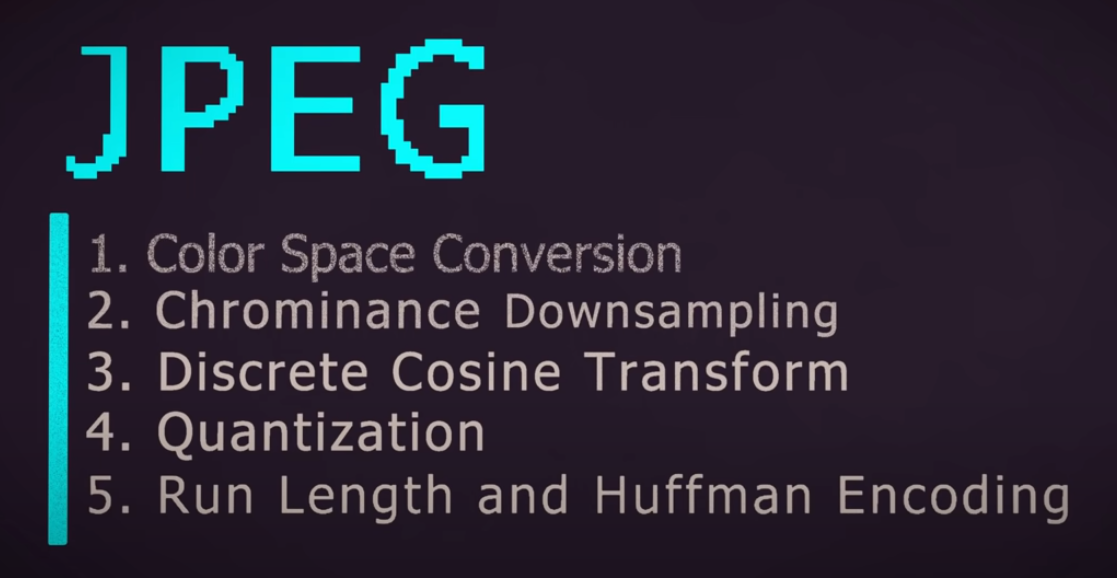 JPEG
1. Color Space Conversion
2. Chrominance Downsampling
3. Discrete Cosine Transform
4. Quantization
5. Run Length and Huffman Encoding